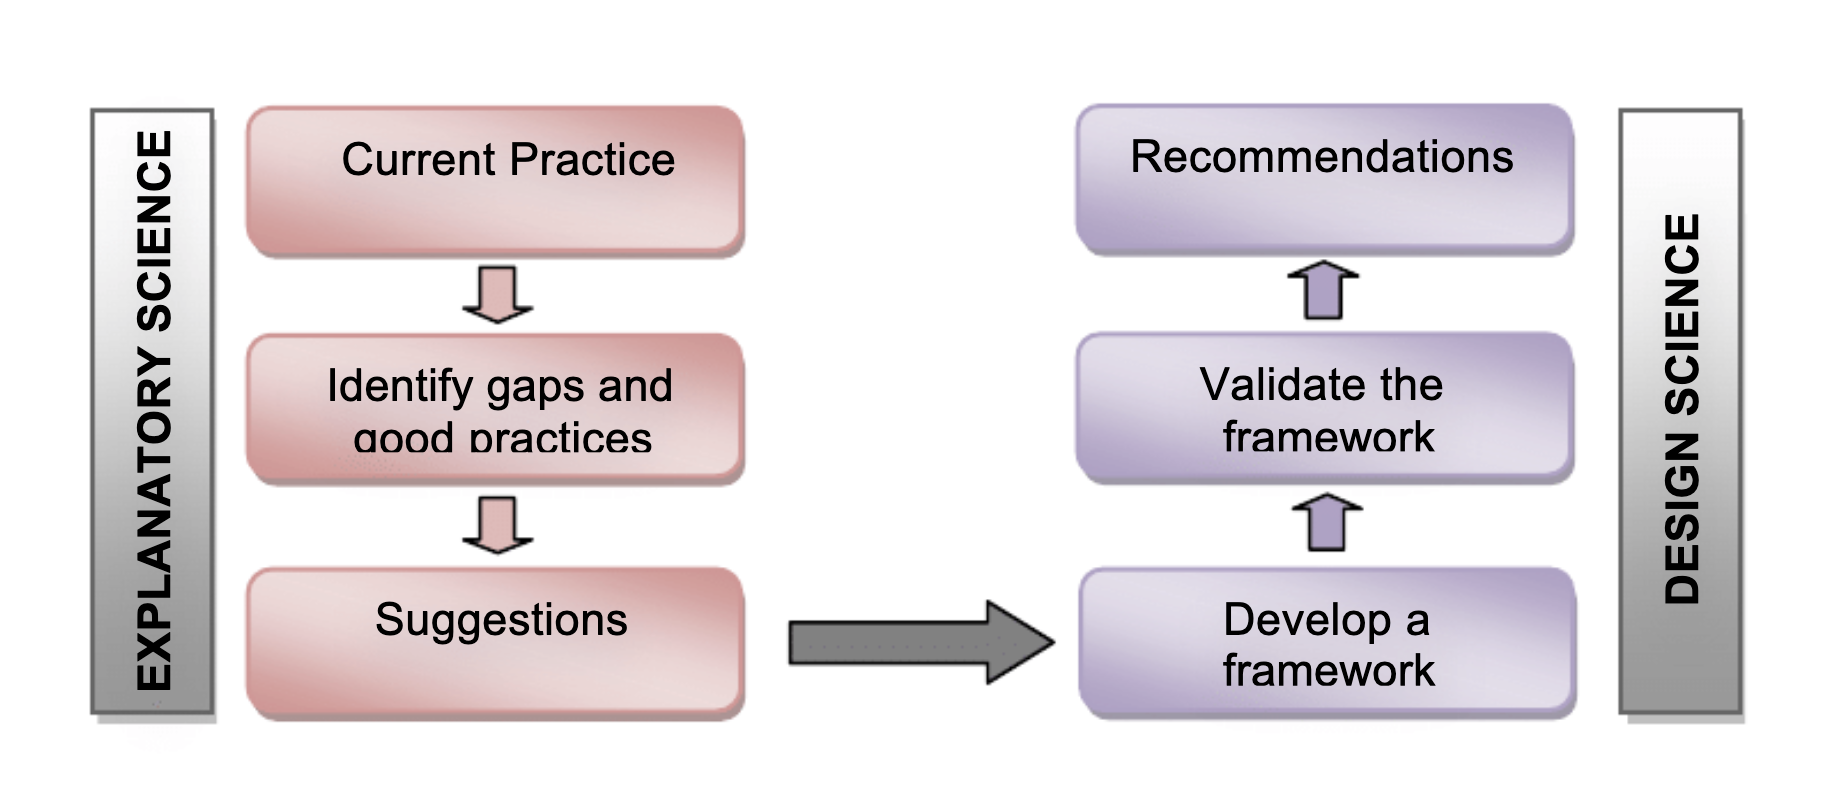 EXPLANATORY SCIENCE
Current Practice
Identify gaps and
good practices
Suggestions
Recommendations
Validate the
framework
Develop a
framework
DESIGN SCIENCE